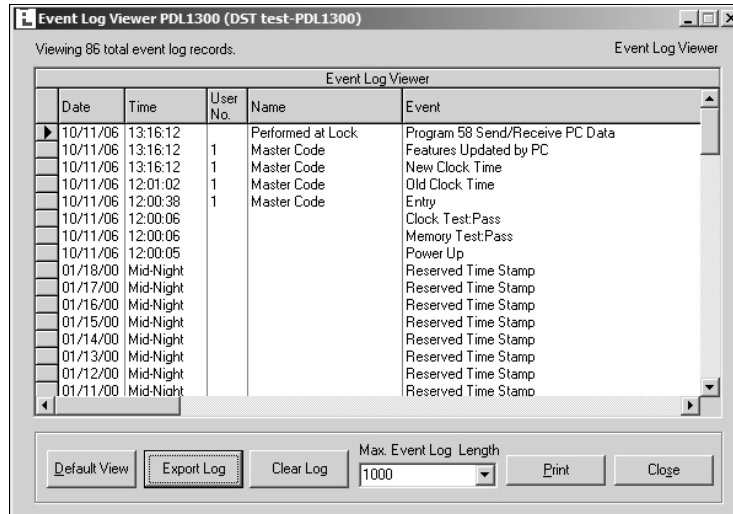 Event Log Viewer PDL1300 (DST test-PDL1300)
Viewing 86 total event log records. Event Log Viewer
Event Log Viewer
Date Time User No. Name Event
10/11/06 13:16:12 Performed at Lock Program 58 Send/Receive PC Data
10/11/06 13:16:12 1 Master Code Features Updated by PC
10/11/06 13:16:12 1 Master Code New Clock Time
10/11/06 12:01:02 1 Master Code Old Clock Time
10/11/06 12:00:38 1 Master Code Entry
10/11/06 12:00:06 Clock Test:Pass
10/11/06 12:00:06 Memory Test:Pass
10/11/06 12:00:05 Power Up
01/18/00 Mid-Night Reserved Time Stamp
01/17/00 Mid-Night Reserved Time Stamp
01/16/00 Mid-Night Reserved Time Stamp
01/15/00 Mid-Night Reserved Time Stamp
01/14/00 Mid-Night Reserved Time Stamp
01/13/00 Mid-Night Reserved Time Stamp
01/12/00 Mid-Night Reserved Time Stamp
01/11/00 Mid-Night Reserved Time Stamp
Max. Event Log Length
Default View Export Log Clear Log 1000 Print Close